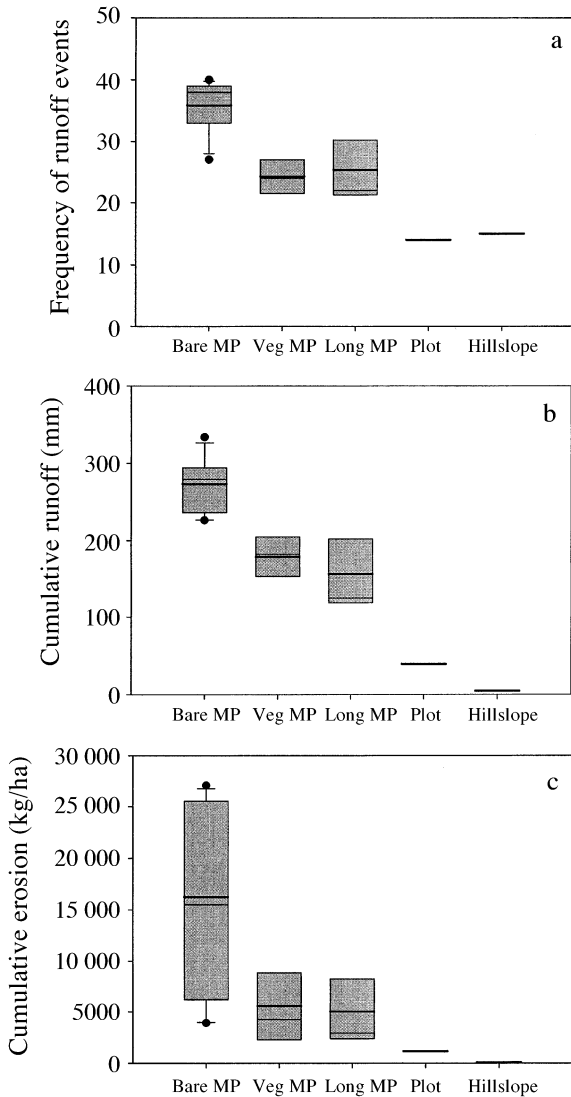 50
a
40
30
20
10
0
Frequency of runoff events
Bare MP Veg MP Long MP Plot Hillslope
400
b
300
200
100
0
Cumulative runoff (mm)
Bare MP Veg MP Long MP Plot Hillslope
30 000
c
25 000
20 000
15 000
10 000
5000
0
Cumulative erosion (kg/ha)
Bare MP Veg MP Long MP Plot Hillslope